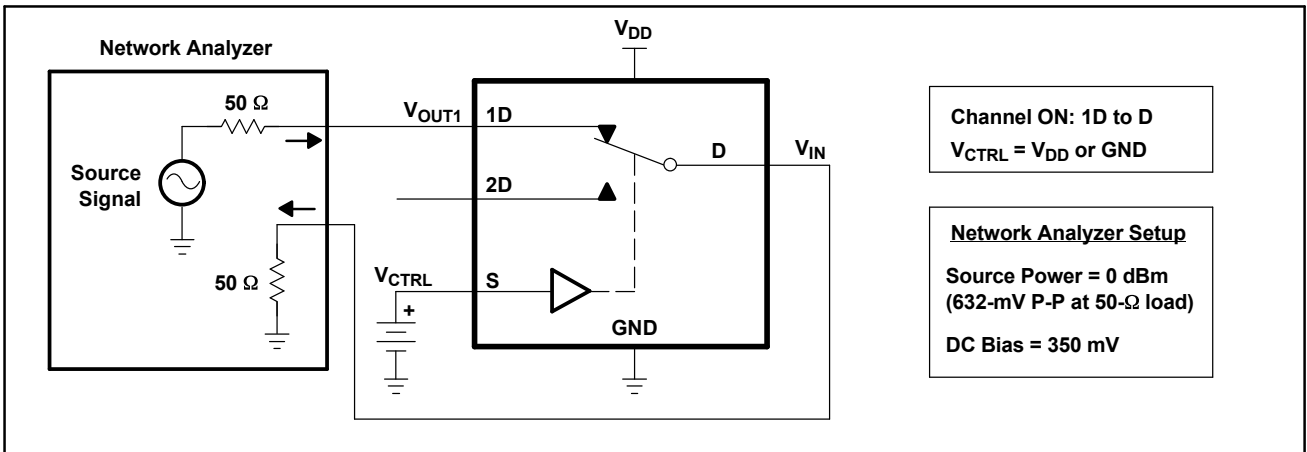 V_DD
Network Analyzer
50 Ω
V_OUT1 1D
Source
Signal
D V_IN
2D
50 Ω
V_CTRL S
+
GND
Channel ON: 1D to D
V_CTRL = V_DD or GND
Network Analyzer Setup
Source Power = 0 dBm
(632-mV P-P at 50-Ω load)
DC Bias = 350 mV